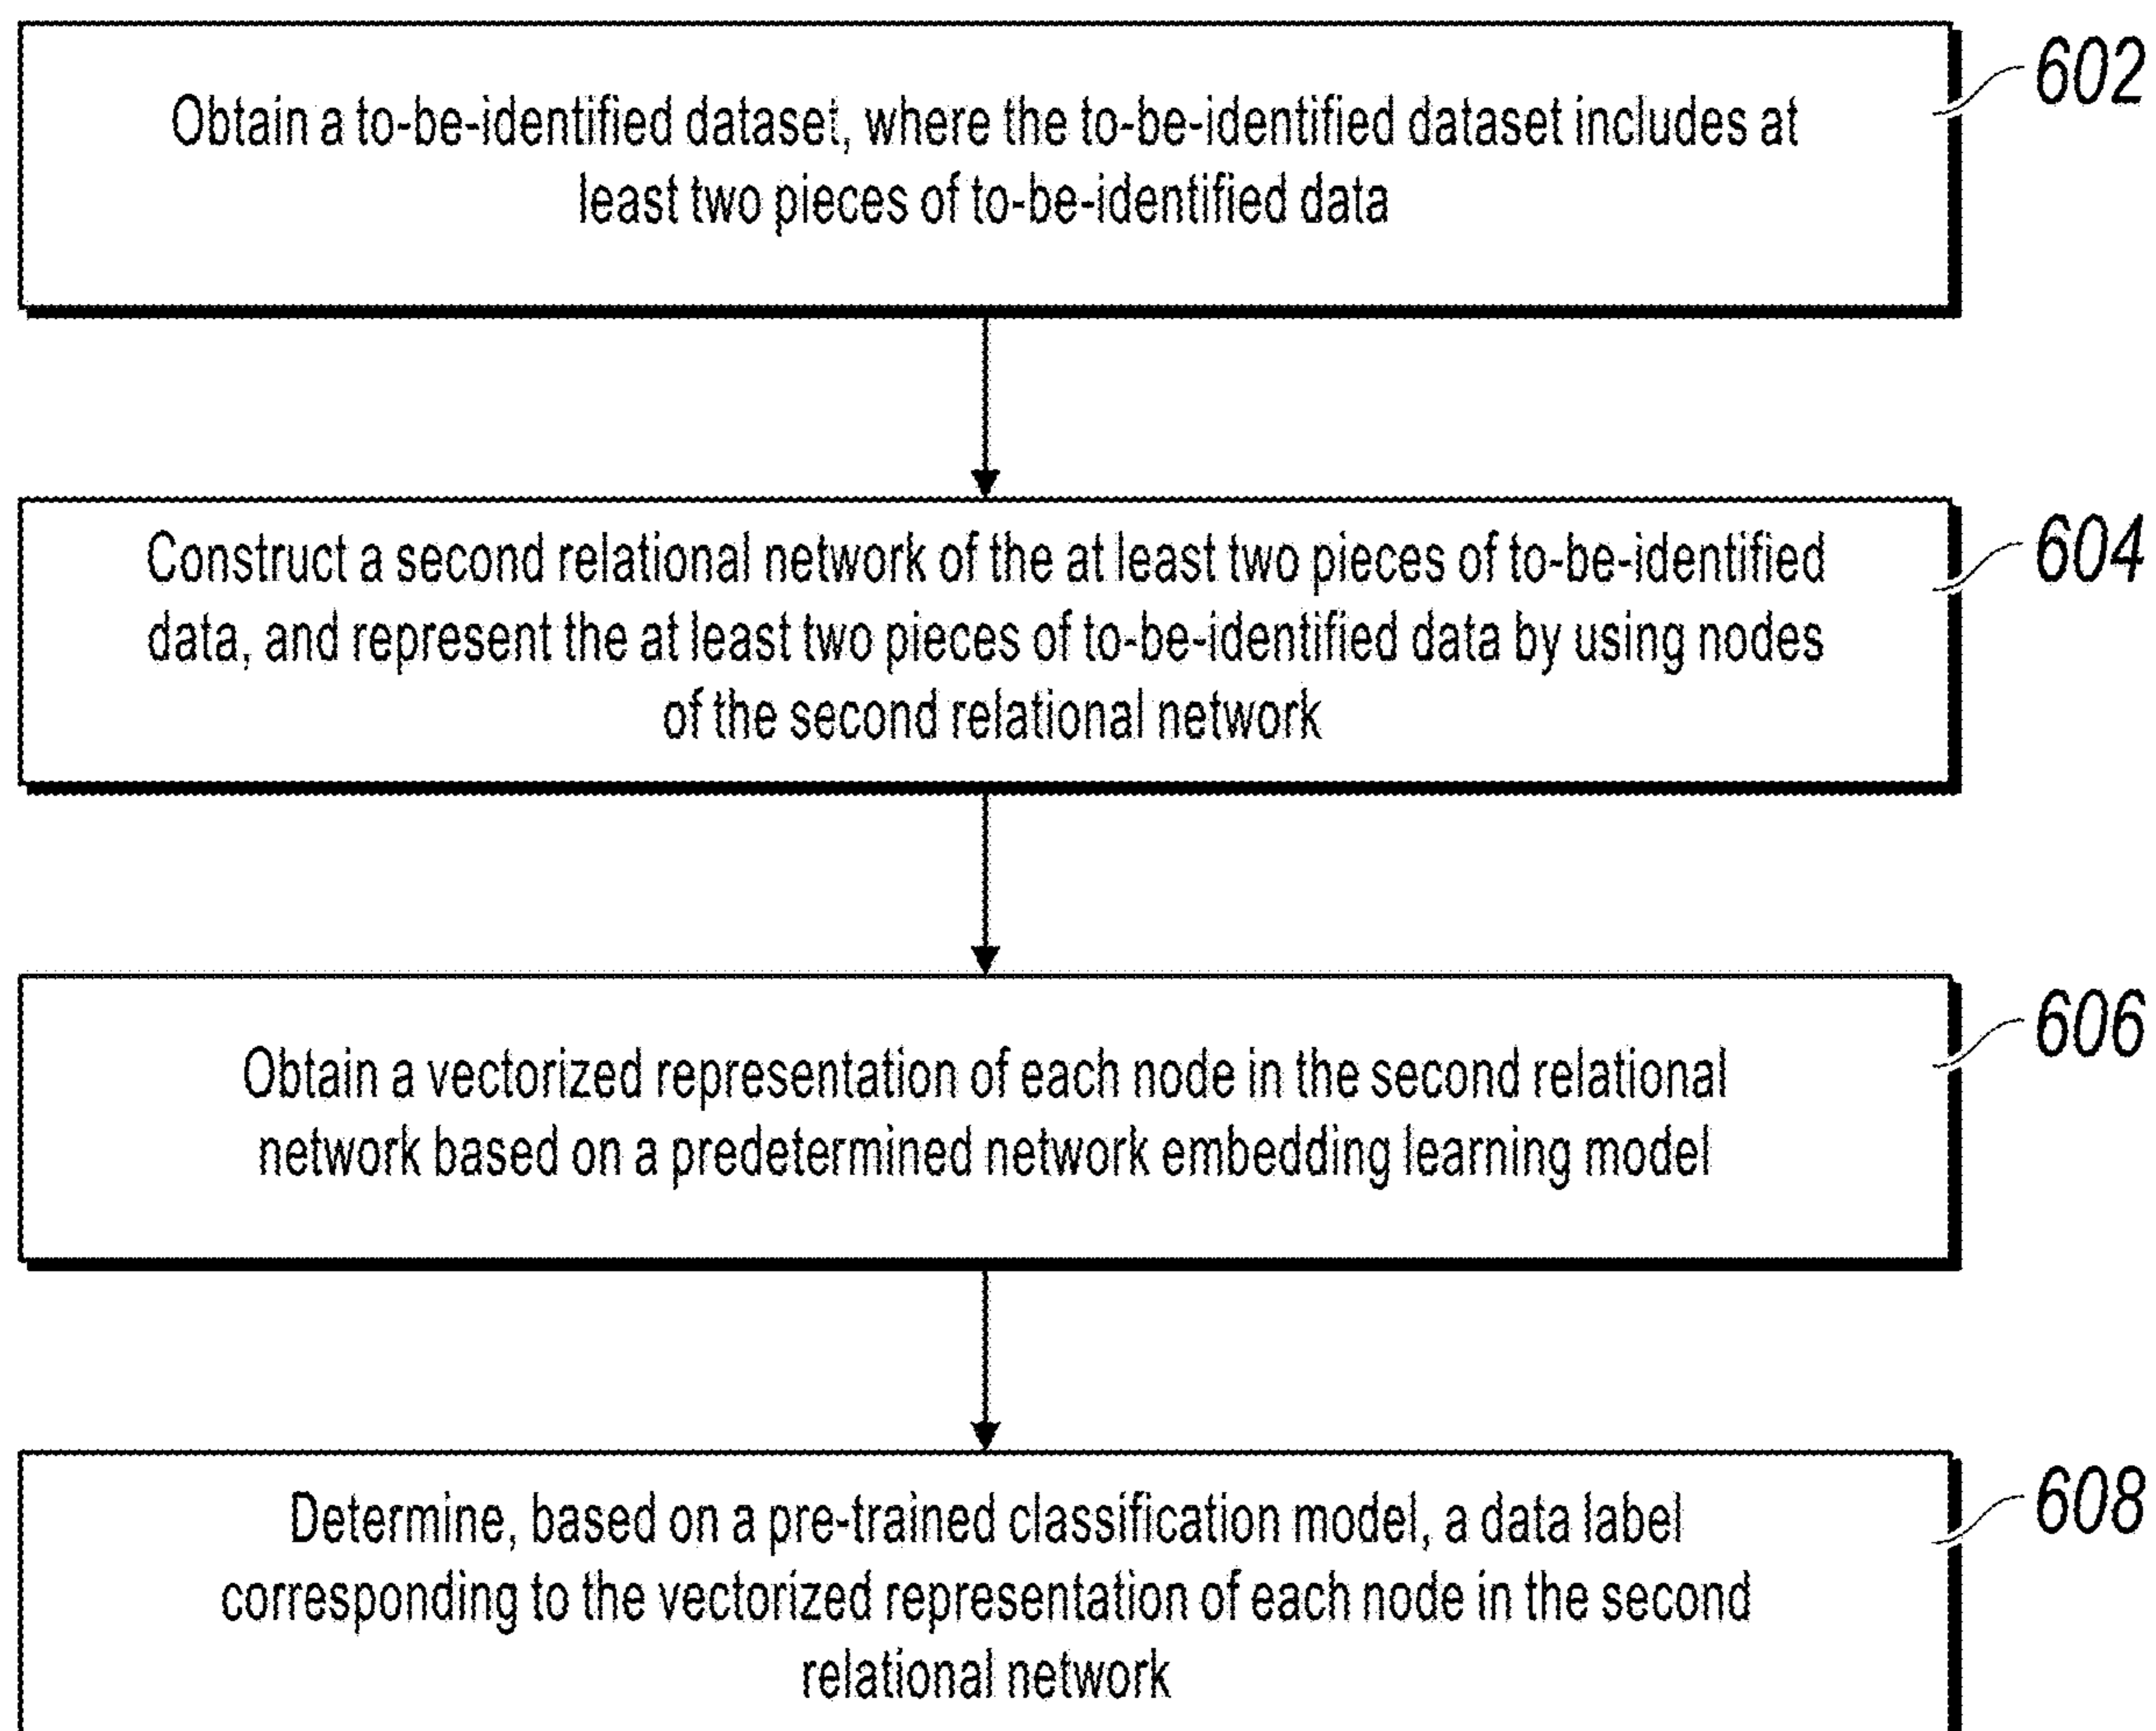 602
Obtain a to-be-identified dataset, where the to-be-identified dataset includes at
least two pieces of to-be-identified data
604
Construct a second relational network of the at least two pieces of to-be-identified
data, and represent the at least two pieces of to-be-identified data by using nodes
of the second relational network
606
Obtain a vectorized representation of each node in the second relational
network based on a predetermined network embedding learning model
608
Determine, based on a pre-trained classification model, a data label
corresponding to the vectorized representation of each node in the second
relational network